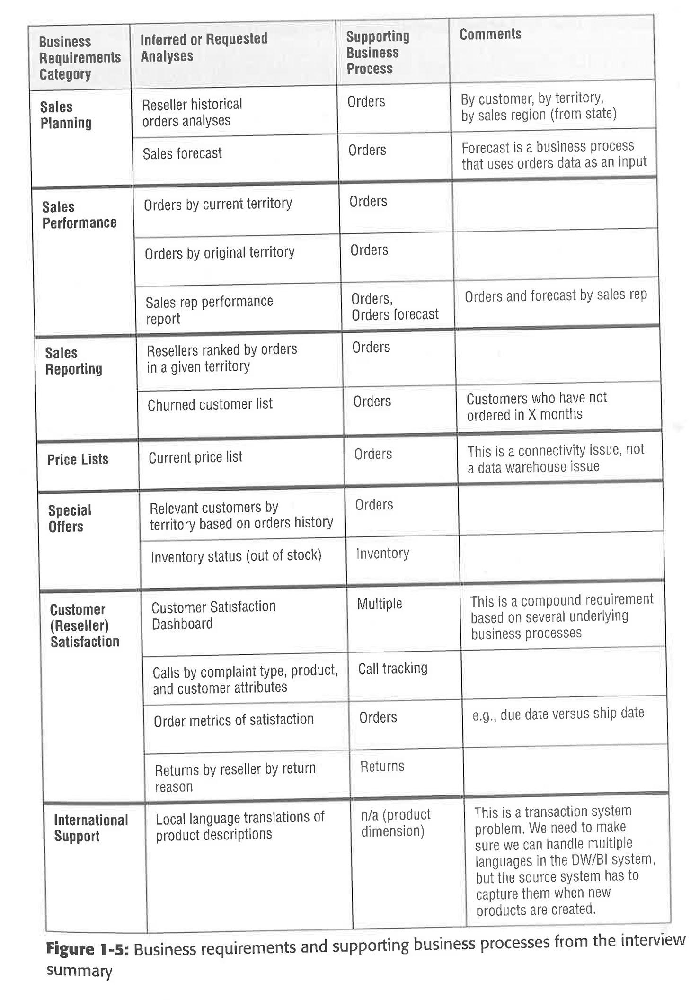 Business
Requirements
Category
Inferred or Requested
Analyses
Supporting
Business
Process
Comments
Sales
Planning
Reseller historical
orders analyses
Orders
By customer, by territory,
by sales region (from state)
Sales forecast
Orders
Forecast is a business process
that uses orders data as an input
Sales
Performance
Orders by current territory
Orders
Orders by original territory
Orders
Sales rep performance
report
Orders,
Orders forecast
Orders and forecast by sales rep
Sales
Reporting
Resellers ranked by orders
in a given territory
Orders
Churned customer list
Orders
Customers who have not
ordered in X months
Price Lists
Current price list
Orders
This is a connectivity issue, not
a data warehouse issue
Special
Offers
Relevant customers by
territory based on orders history
Orders
Inventory status (out of stock)
Inventory
Customer
(Reseller)
Satisfaction
Customer Satisfaction
Dashboard
Multiple
This is a compound requirement
based on several underlying
business processes
Calls by complaint type, product,
and customer attributes
Call tracking
Order metrics of satisfaction
Orders
e.g., due date versus ship date
Returns by reseller by return
reason
Returns
International
Support
Local language translations of
product descriptions
n/a (product
dimension)
This is a transaction system
problem. We need to make
sure we can handle multiple
languages in the DW/BI system,
but the source system has to
capture them when new
products are created.
Figure 1-5: Business requirements and supporting business processes from the interview
summary